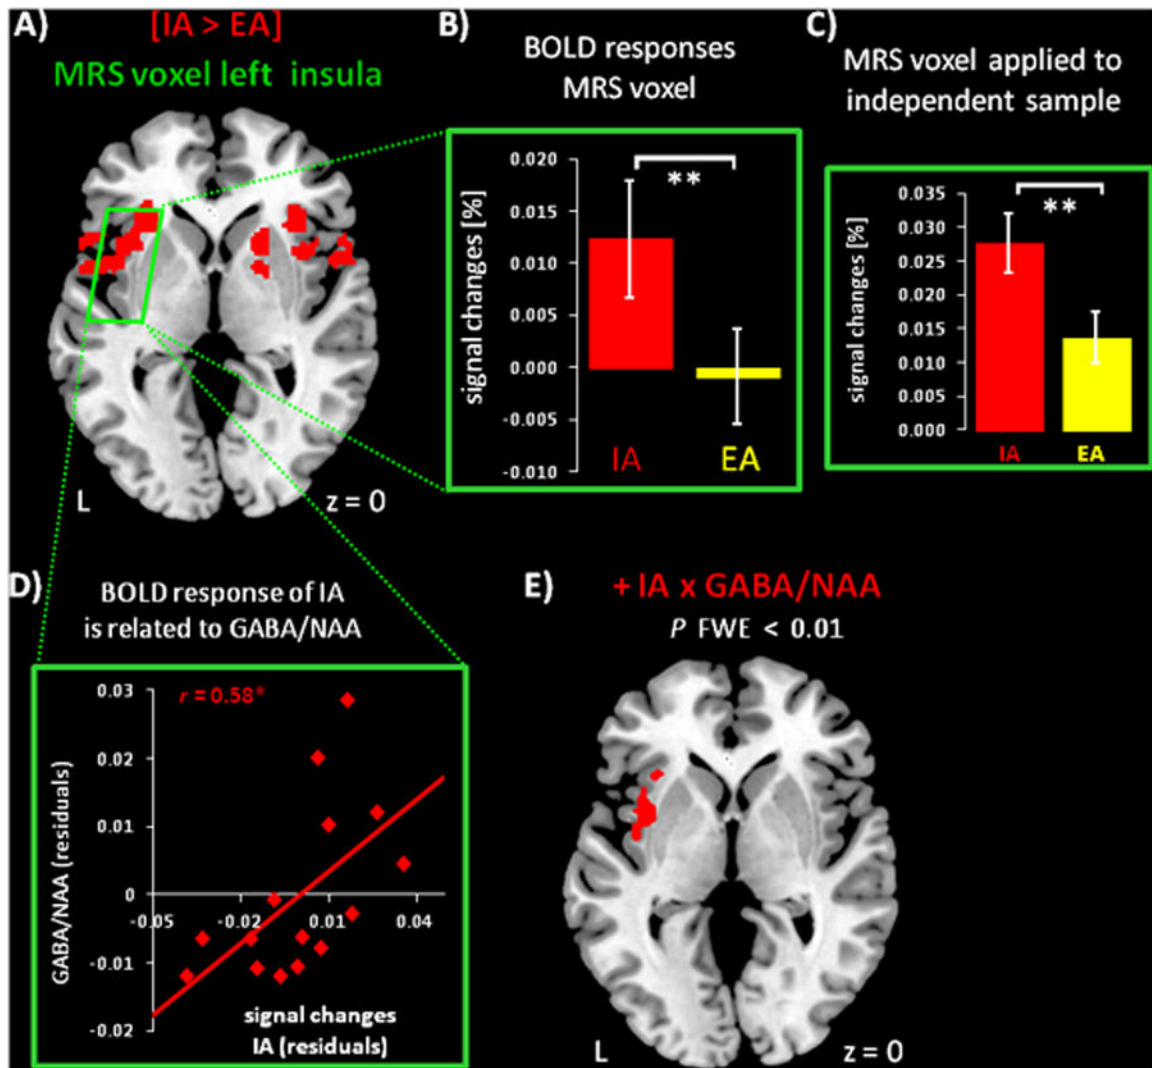 A)
[IA > EA]
MRS voxel left insula
L
z = 0
B)
BOLD responses
MRS voxel
signal changes [%]
0.020
0.015
0.010
0.005
0.000
-0.005
-0.010
**
IA
EA
C)
MRS voxel applied to
independent sample
signal changes [%]
0.035
0.030
0.025
0.020
0.015
0.010
0.005
0.000
**
IA
EA
D)
BOLD response of IA
is related to GABA/NAA
GABA/NAA (residuals)
0.03
0.02
0.01
0
-0.01
-0.02
r = 0.58*
-0.05
-0.02
0.01
0.04
signal changes
IA (residuals)
E)
+ IA x GABA/NAA
P FWE < 0.01
L
z = 0